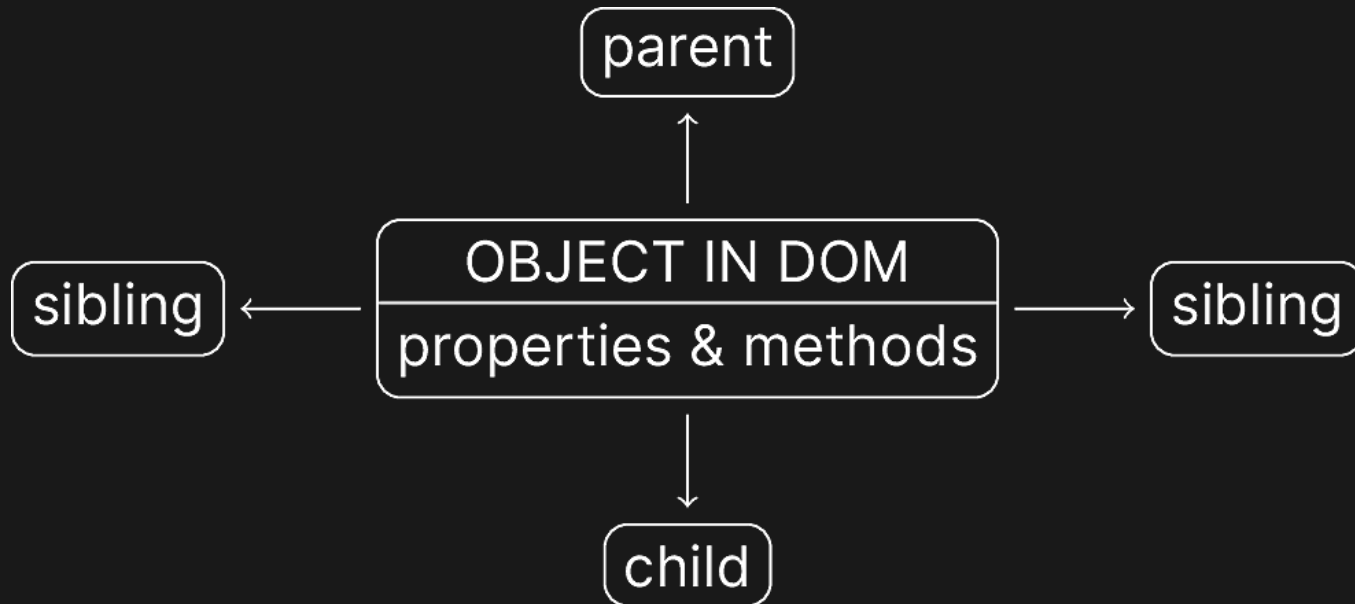 parent
OBJECT IN DOM
sibling
sibling
properties & methods
child